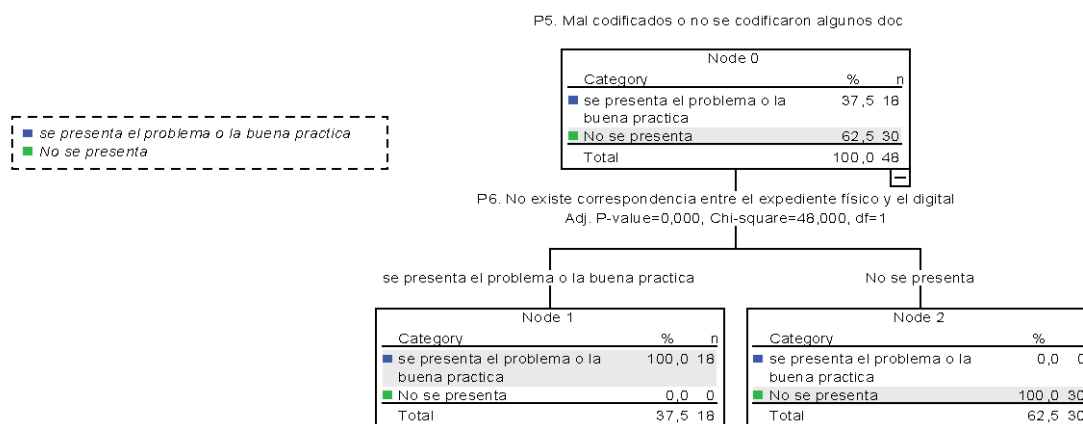 P5. Mal codificados o no se codificaron algunos doc
Node 0
Category % n
se presenta el problema o la 37,5 18
buena practica
No se presenta 62,5 30
Total 100,0 48
se presenta el problema o la buena practica
No se presenta
P6. No existe correspondencia entre el expediente físico y el digital
Adj. P-value=0,000, Chi-square=48,000, df=1
se presenta el problema o la buena practica
No se presenta
Node 1
Category % n
se presenta el problema o la 100,0 18
buena practica
No se presenta 0,0 0
Total 37,5 18
Node 2
Category %
se presenta el problema o la 0,0 0
buena practica
No se presenta 100,0 30
Total 62,5 30